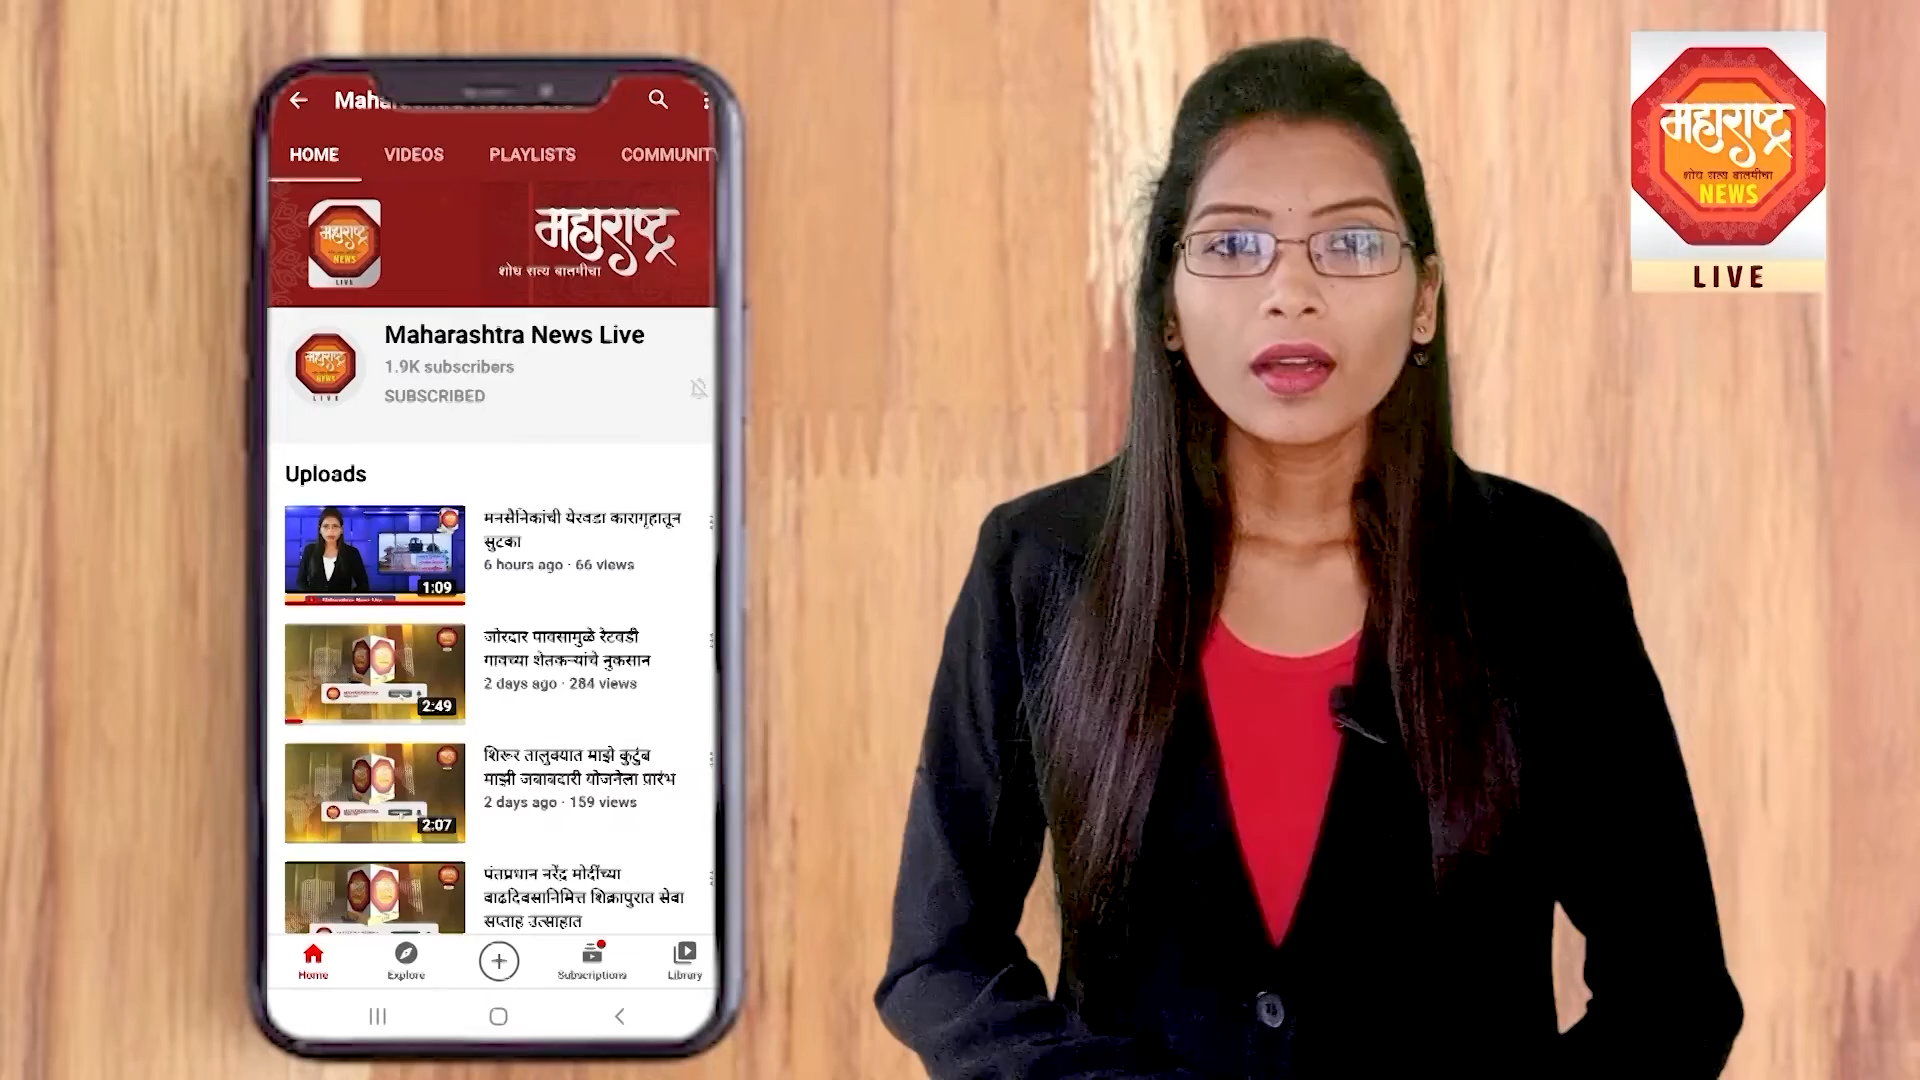 HOME VIDEOS PLAYLISTS COMMUNIT
महाराष्ट्र
NEWS
LIVE
महाराष्ट्र
शोध सत्य बातमीचा
Maharashtra News Live
1.9K subscribers
SUBSCRIBED
Uploads
मनसैनिकांची येरवडा कारागृहातून
सुटका
6 hours ago · 66 views
1:09
जोरदार पावसामुळे रेटवडी
गावच्या शेतकऱ्यांचे नुकसान
2 days ago · 284 views
2:49
शिरूर तालुक्यात माझे कुटुंब
माझी जबाबदारी योजनेला प्रारंभ
2 days ago · 159 views
2:07
पंतप्रधान नरेंद्र मोदींच्या
वाढदिवसानिमित्त शिक्रापुरात सेवा
सप्ताह उत्साहात
Home Explore Subscriptions Library
महाराष्ट्र
शोध सत्य बातमीचा
NEWS
LIVE